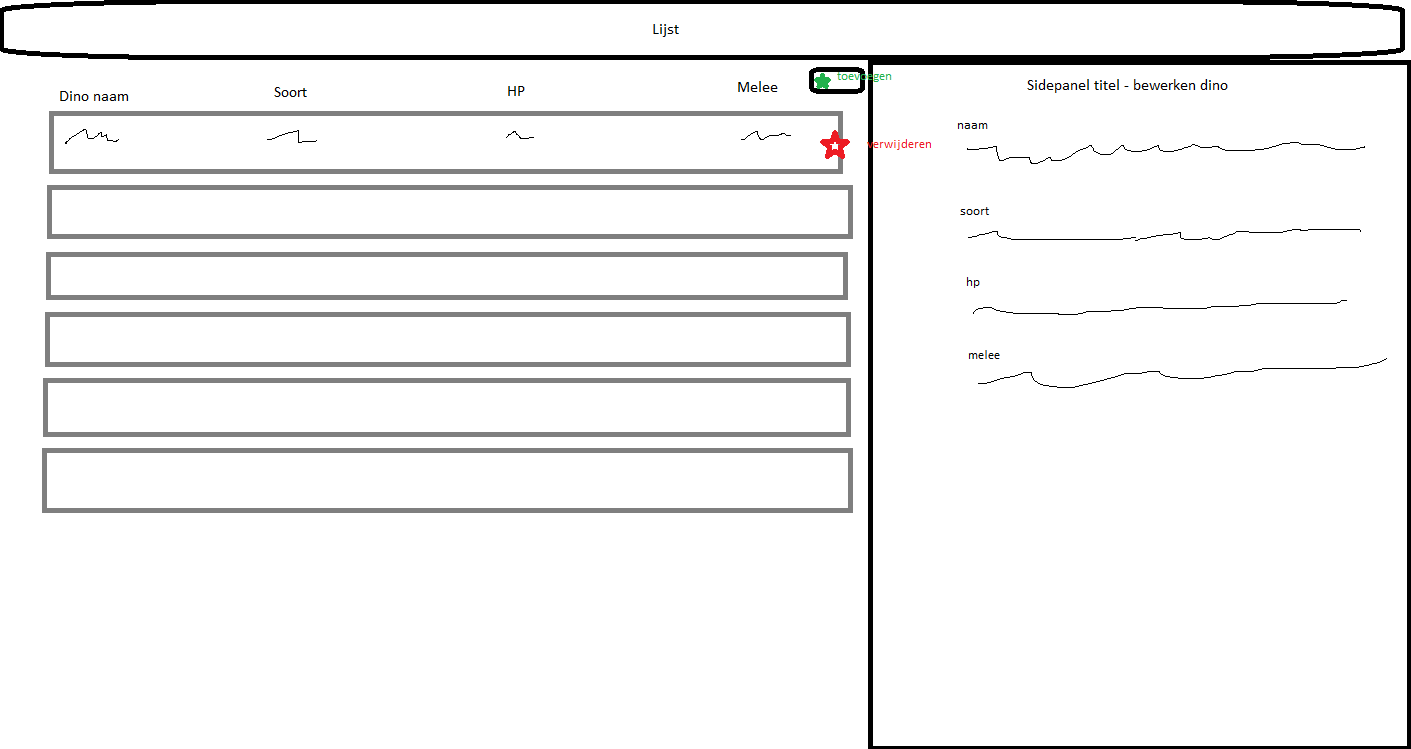 Lijst
Dino naam
Soort
HP
Melee
toevoegen
verwijderen
Sidepanel titel - bewerken dino
naam
soort
hp
melee